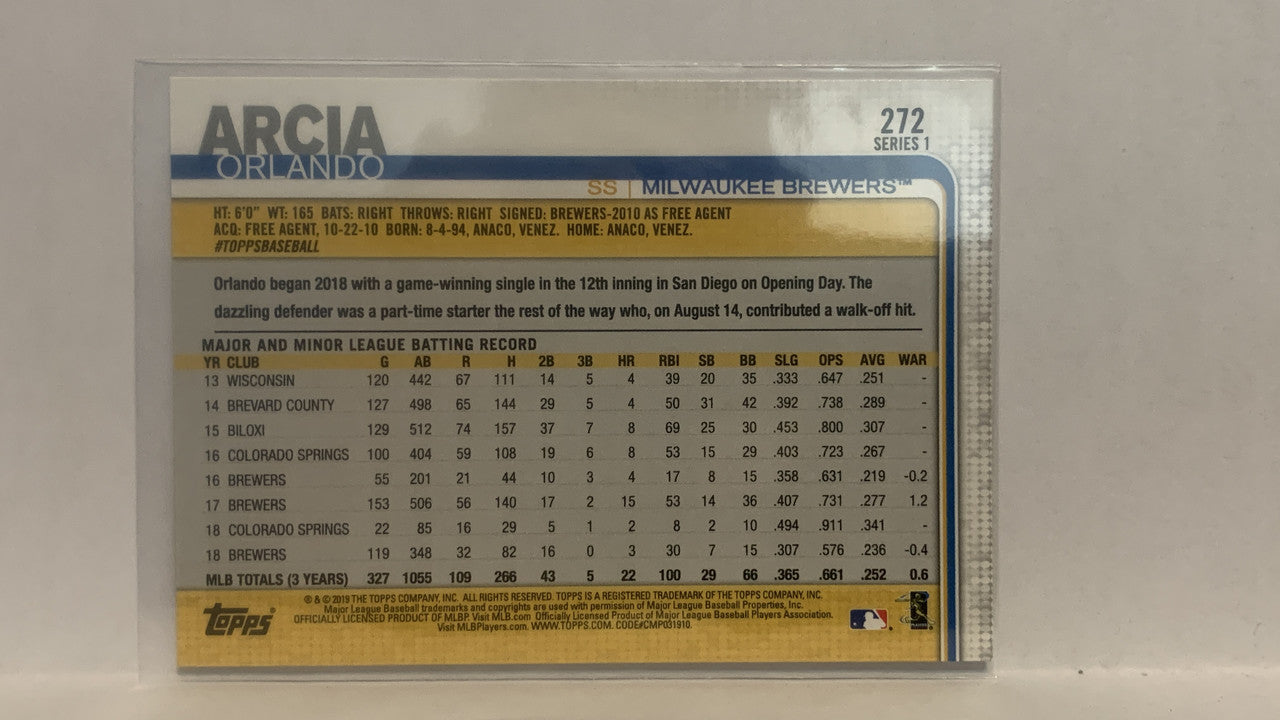 ARCIA
ORLANDO
272
SERIES 1
SS | MILWAUKEE BREWERS™
HT: 6'0" WT: 165 BATS: RIGHT THROWS: RIGHT SIGNED: BREWERS-2010 AS FREE AGENT
ACQ: FREE AGENT, 10-22-10 BORN: 8-4-94, ANACO, VENEZ. HOME: ANACO, VENEZ.
#TOPPSBASEBALL
Orlando began 2018 with a game-winning single in the 12th inning in San Diego on Opening Day. The
dazzling defender was a part-time starter the rest of the way who, on August 14, contributed a walk-off hit.
MAJOR AND MINOR LEAGUE BATTING RECORD
YR CLUB G AB R H 2B 3B HR RBI SB BB SLG OPS AVG WAR
13 WISCONSIN 120 442 67 111 14 5 4 39 20 35 .333 .647 .251 -
14 BREVARD COUNTY 127 498 65 144 29 5 4 50 31 42 .392 .738 .289 -
15 BILOXI 129 512 74 157 37 7 8 69 25 30 .453 .800 .307 -
16 COLORADO SPRINGS 100 404 59 108 19 6 8 53 15 29 .403 .723 .267 -
16 BREWERS 55 201 21 44 10 3 4 17 8 15 .358 .631 .219 -0.2
17 BREWERS 153 506 56 140 17 2 15 53 14 36 .407 .731 .277 1.2
18 COLORADO SPRINGS 22 85 16 29 5 1 2 8 2 10 .494 .911 .341 -
18 BREWERS 119 348 32 82 16 0 3 30 7 15 .307 .576 .236 -0.4
MLB TOTALS (3 YEARS) 327 1055 109 266 43 5 22 100 29 66 .365 .661 .252 0.6
Topps®
® & © 2019 THE TOPPS COMPANY, INC. ALL RIGHTS RESERVED. TOPPS IS A REGISTERED TRADEMARK OF THE TOPPS COMPANY, INC.
Major League Baseball trademarks and copyrights are used with permission of Major League Baseball Properties, Inc.
OFFICIALLY LICENSED PRODUCT OF MLBP. Visit MLB.com Officially Licensed Product of Major League Baseball Players Association.
Visit MLBPlayers.com. WWW.TOPPS.COM. CODE#CMP031910.